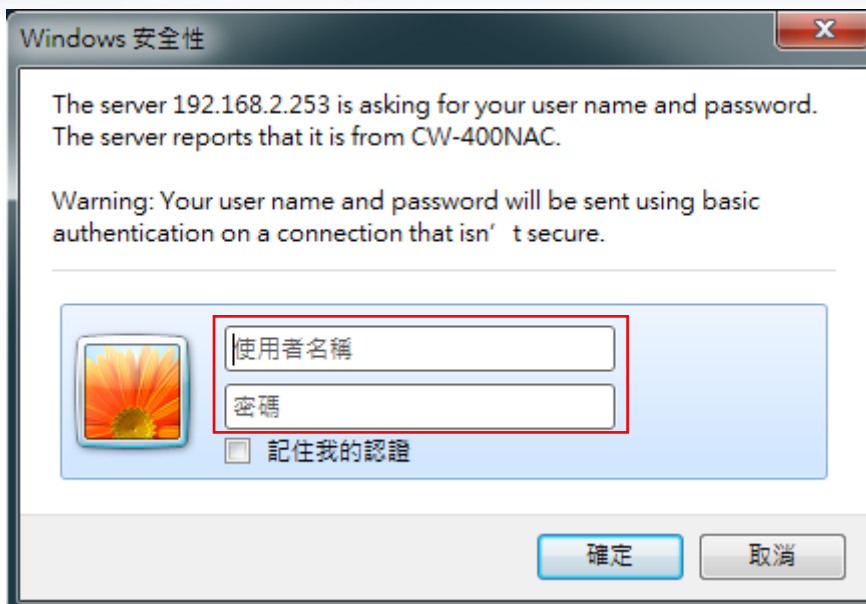 Windows 安全性
The server 192.168.2.253 is asking for your user name and password.
The server reports that it is from CW-400NAC.
Warning: Your user name and password will be sent using basic
authentication on a connection that isn’t secure.
使用者名稱
密碼
記住我的認證
確定
取消